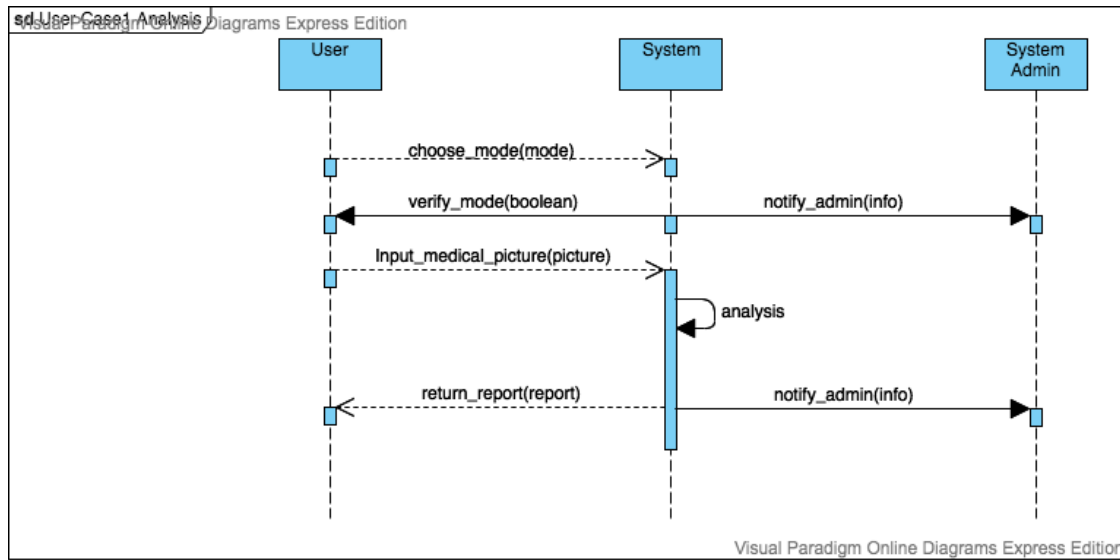 sd User Case1 Analysis
Visual Paradigm Online Diagrams Express Edition
User
System
System
Admin
choose_mode(mode)
verify_mode(boolean)
notify_admin(info)
Input_medical_picture(picture)
analysis
return_report(report)
notify_admin(info)
Visual Paradigm Online Diagrams Express Edition